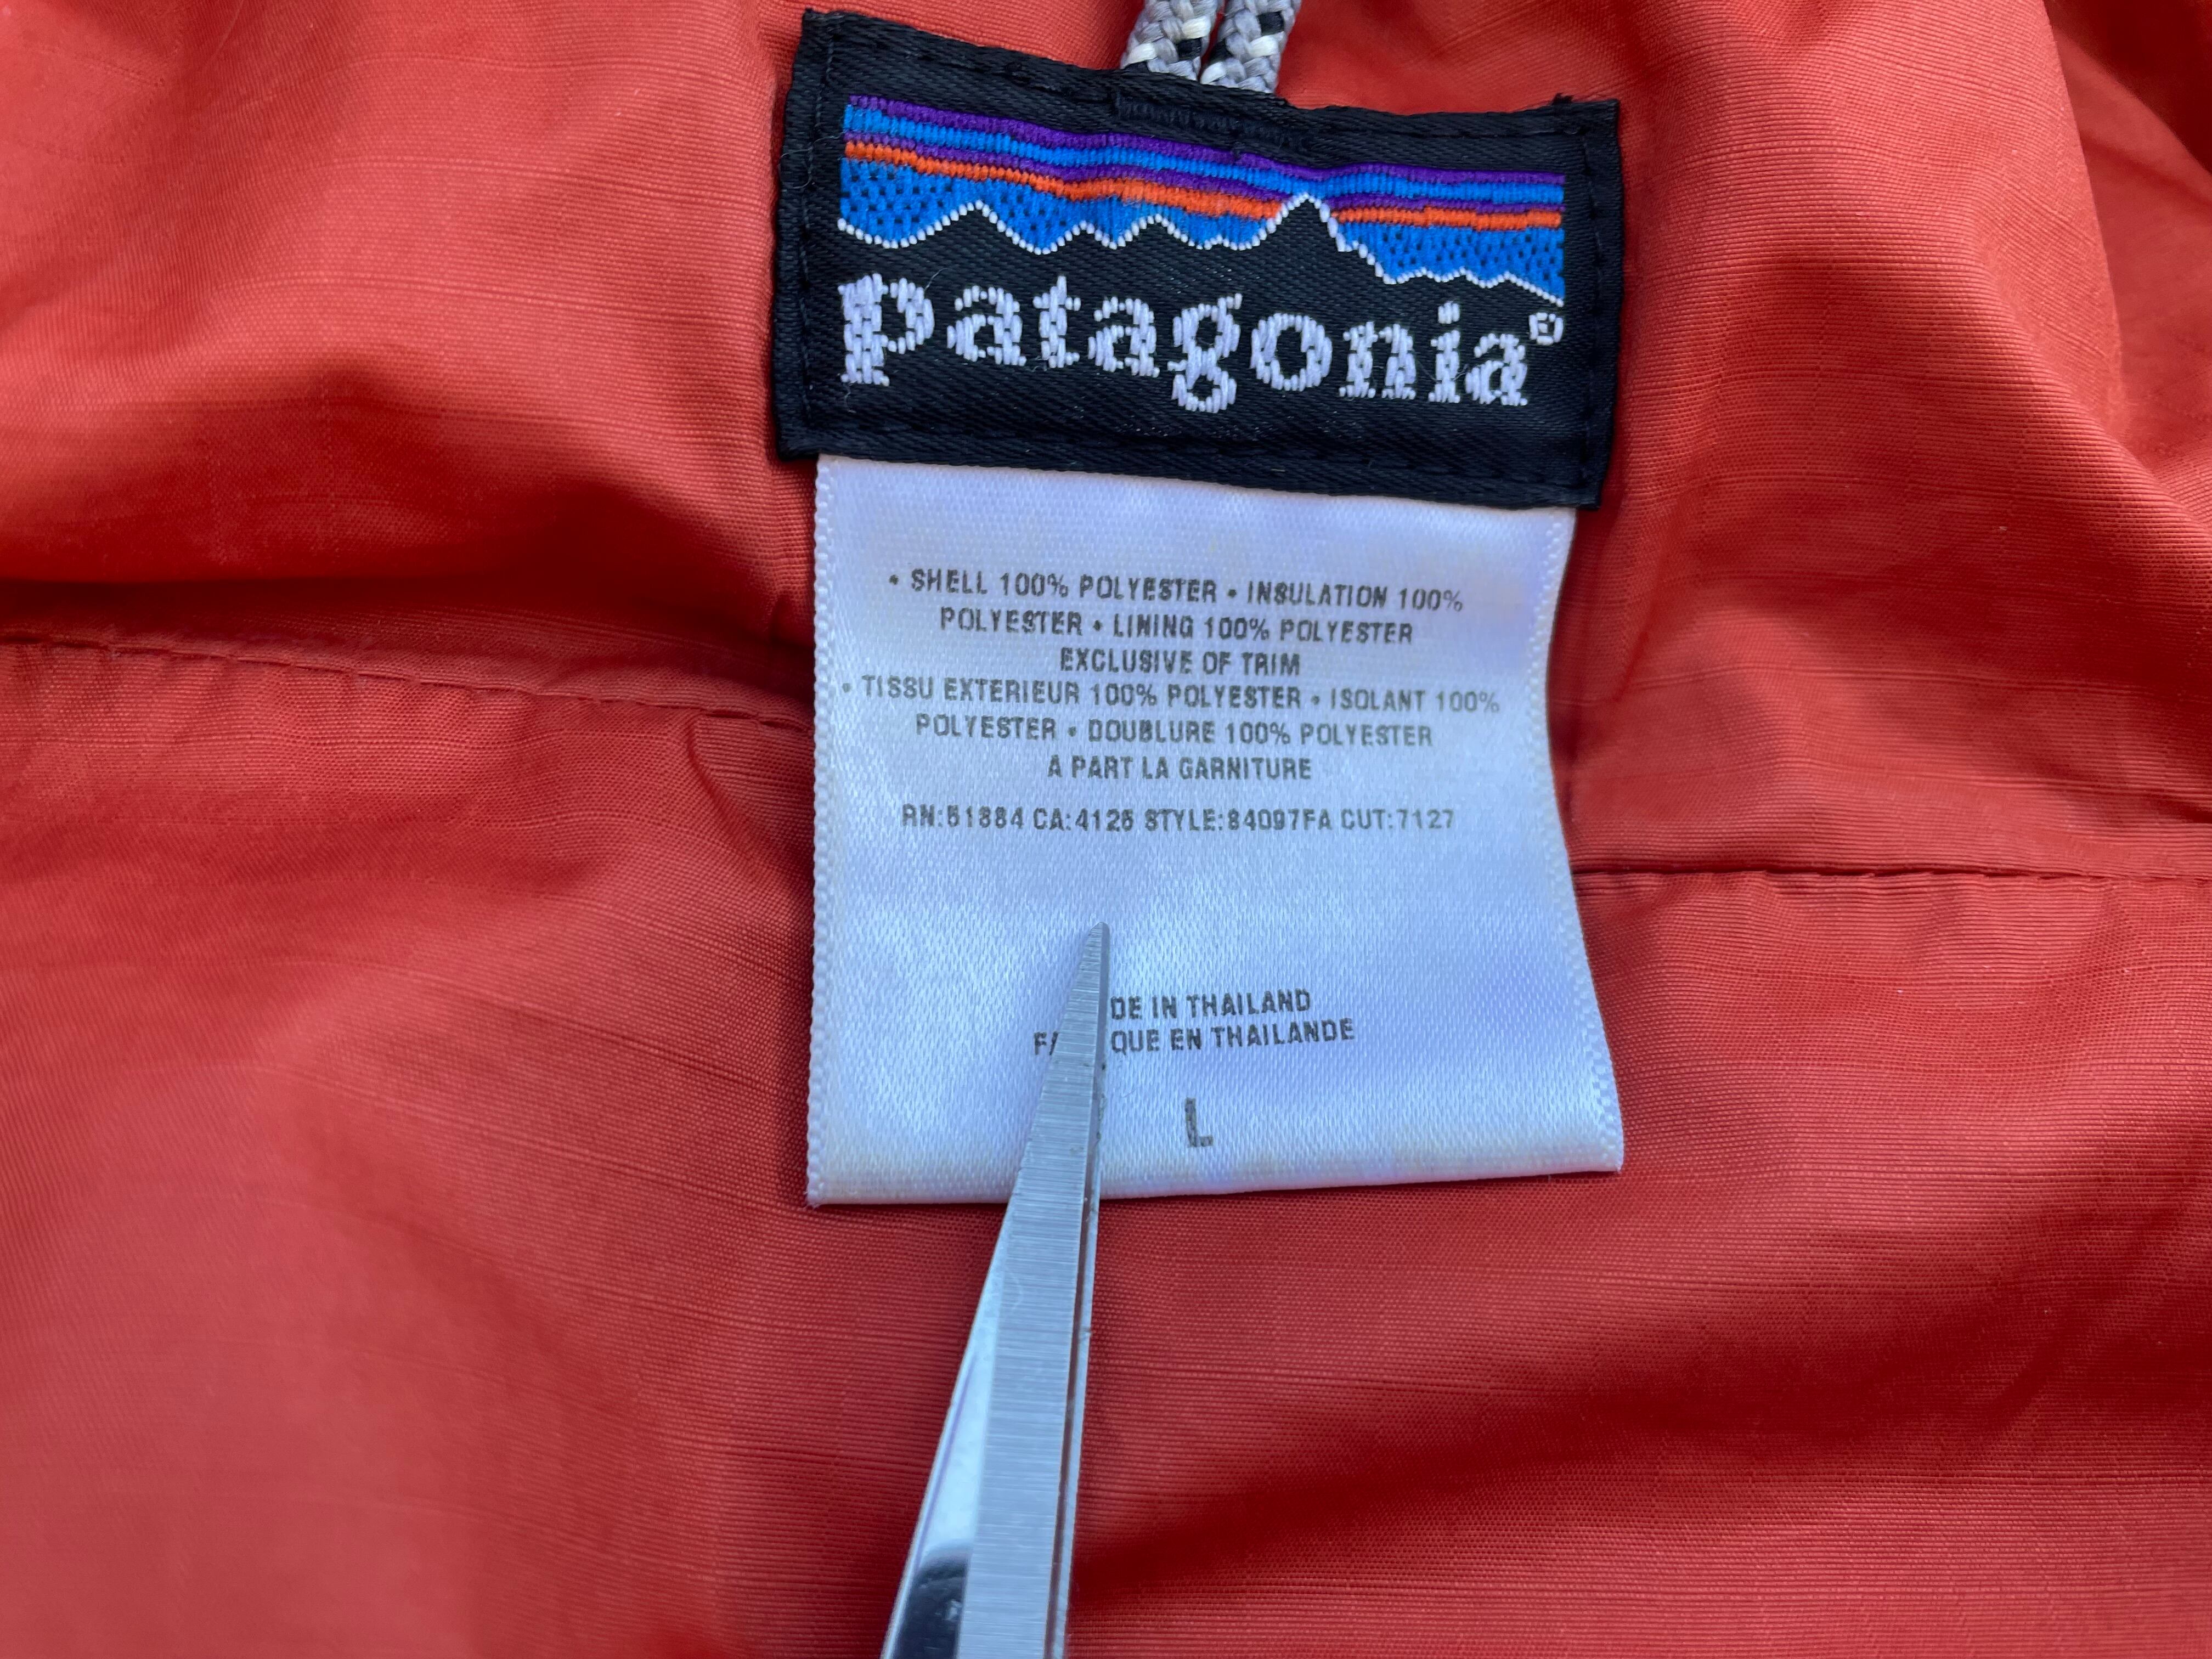 patagonia®
• SHELL 100% POLYESTER • INSULATION 100%
POLYESTER • LINING 100% POLYESTER
EXCLUSIVE OF TRIM
• TISSU EXTERIEUR 100% POLYESTER • ISOLANT 100%
POLYESTER • DOUBLURE 100% POLYESTER
A PART LA GARNITURE
RN:51884 CA:4125 STYLE:84097FA CUT:7127
DE IN THAILAND
QUE EN THAILANDE
L